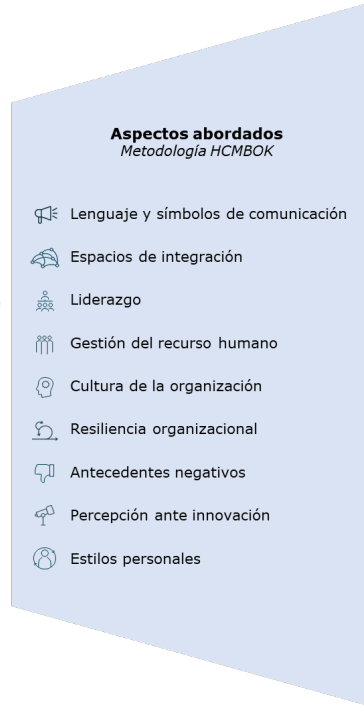 Aspectos abordados
Metodología HCMBOK
Lenguaje y símbolos de comunicación
Espacios de integración
Liderazgo
Gestión del recurso humano
Cultura de la organización
Resiliencia organizacional
Antecedentes negativos
Percepción ante innovación
Estilos personales